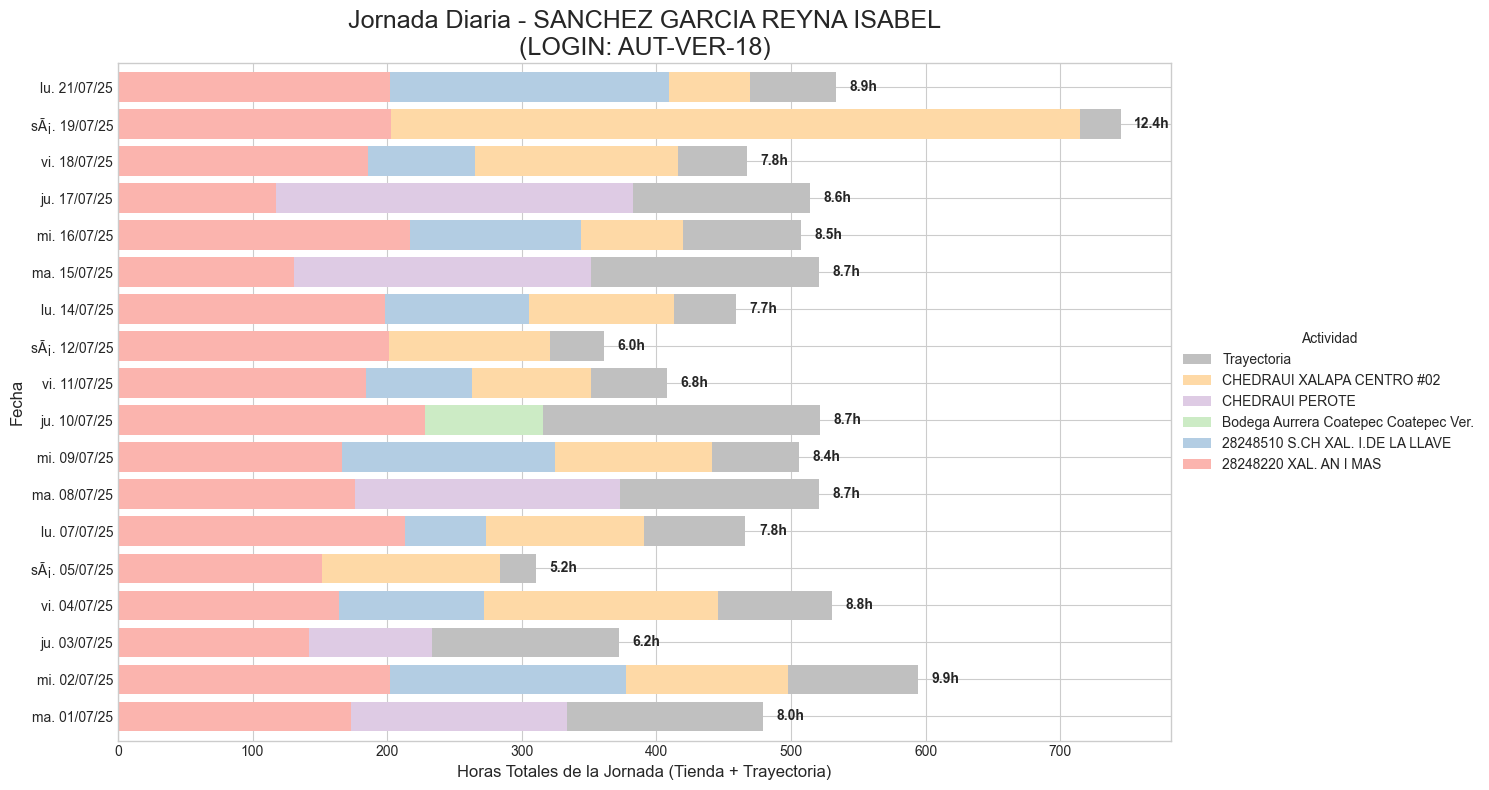 Jornada Diaria - SANCHEZ GARCIA REYNA ISABEL
(LOGIN: AUT-VER-18)
Fecha
lu. 21/07/25 8.9h
sÃ¡. 19/07/25 12.4h
vi. 18/07/25 7.8h
ju. 17/07/25 8.6h
mi. 16/07/25 8.5h
ma. 15/07/25 8.7h
lu. 14/07/25 7.7h
sÃ¡. 12/07/25 6.0h
vi. 11/07/25 6.8h
ju. 10/07/25 8.7h
mi. 09/07/25 8.4h
ma. 08/07/25 8.7h
lu. 07/07/25 7.8h
sÃ¡. 05/07/25 5.2h
vi. 04/07/25 8.8h
ju. 03/07/25 6.2h
mi. 02/07/25 9.9h
ma. 01/07/25 8.0h
0 100 200 300 400 500 600 700
Horas Totales de la Jornada (Tienda + Trayectoria)
Actividad
Trayectoria
CHEDRAUI XALAPA CENTRO #02
CHEDRAUI PEROTE
Bodega Aurrera Coatepec Coatepec Ver.
28248510 S.CH XAL. I.DE LA LLAVE
28248220 XAL. AN I MAS